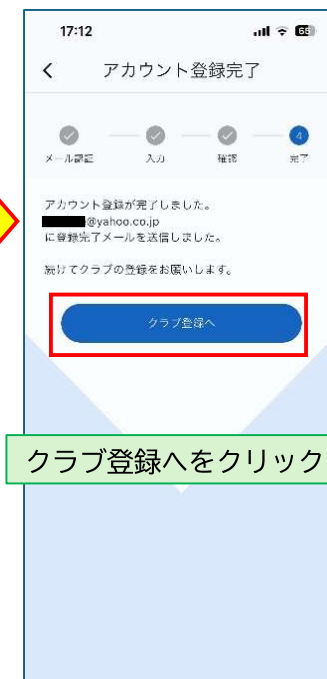 17:12
65
アカウント登録完了
4
メール認証 入力 確認 完了
アカウント登録が完了しました。
@yahoo.co.jp
に登録完了メールを送信しました。
続けてクラブの登録をお願いします。
クラブ登録へ
クラブ登録へをクリック